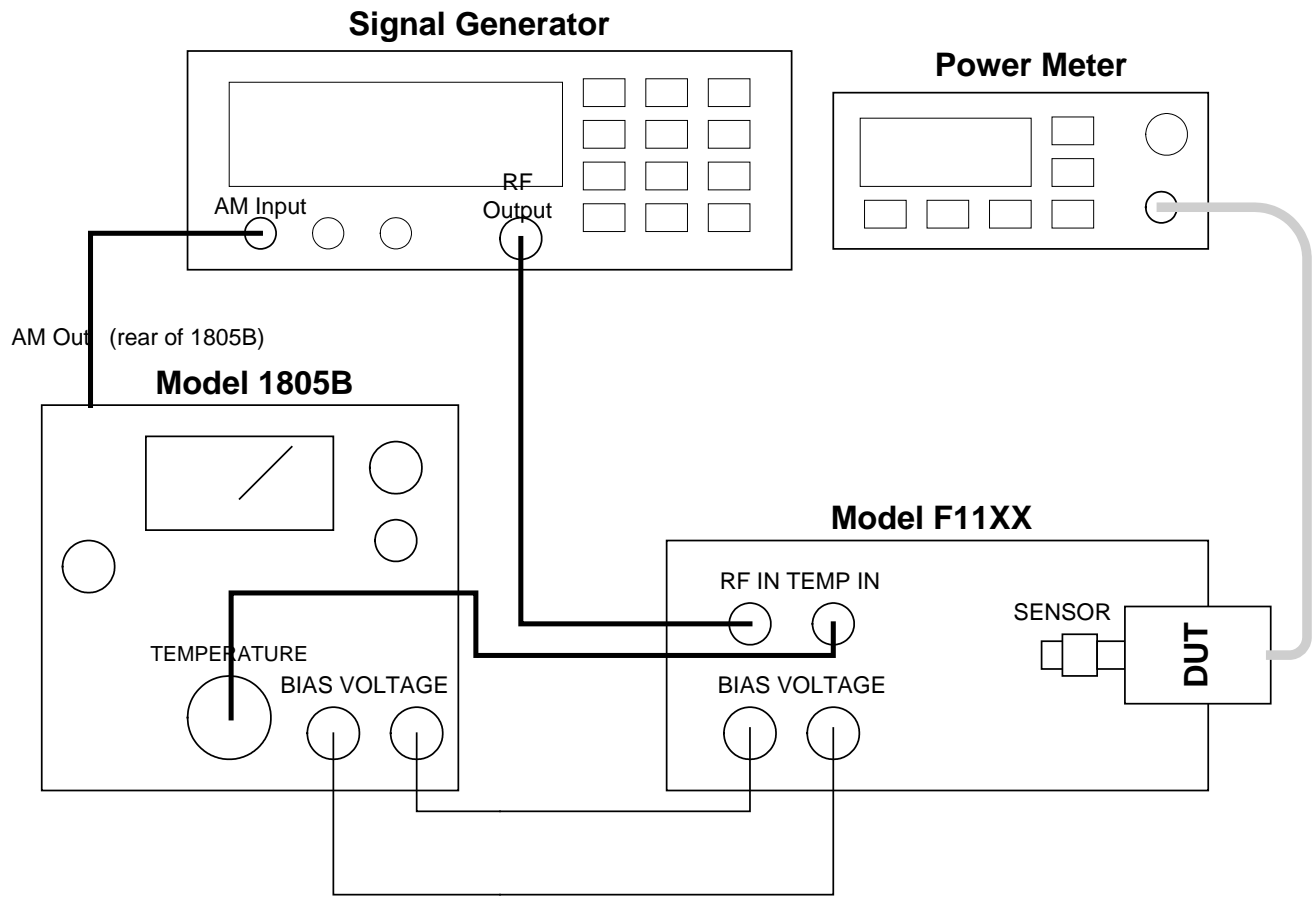 Signal Generator
Power Meter
RF
AM Input
Output
AM Out (rear of 1805B)
Model 1805B
Model F11XX
RF IN TEMP IN
SENSOR
DUT
TEMPERATURE
BIAS VOLTAGE
BIAS VOLTAGE